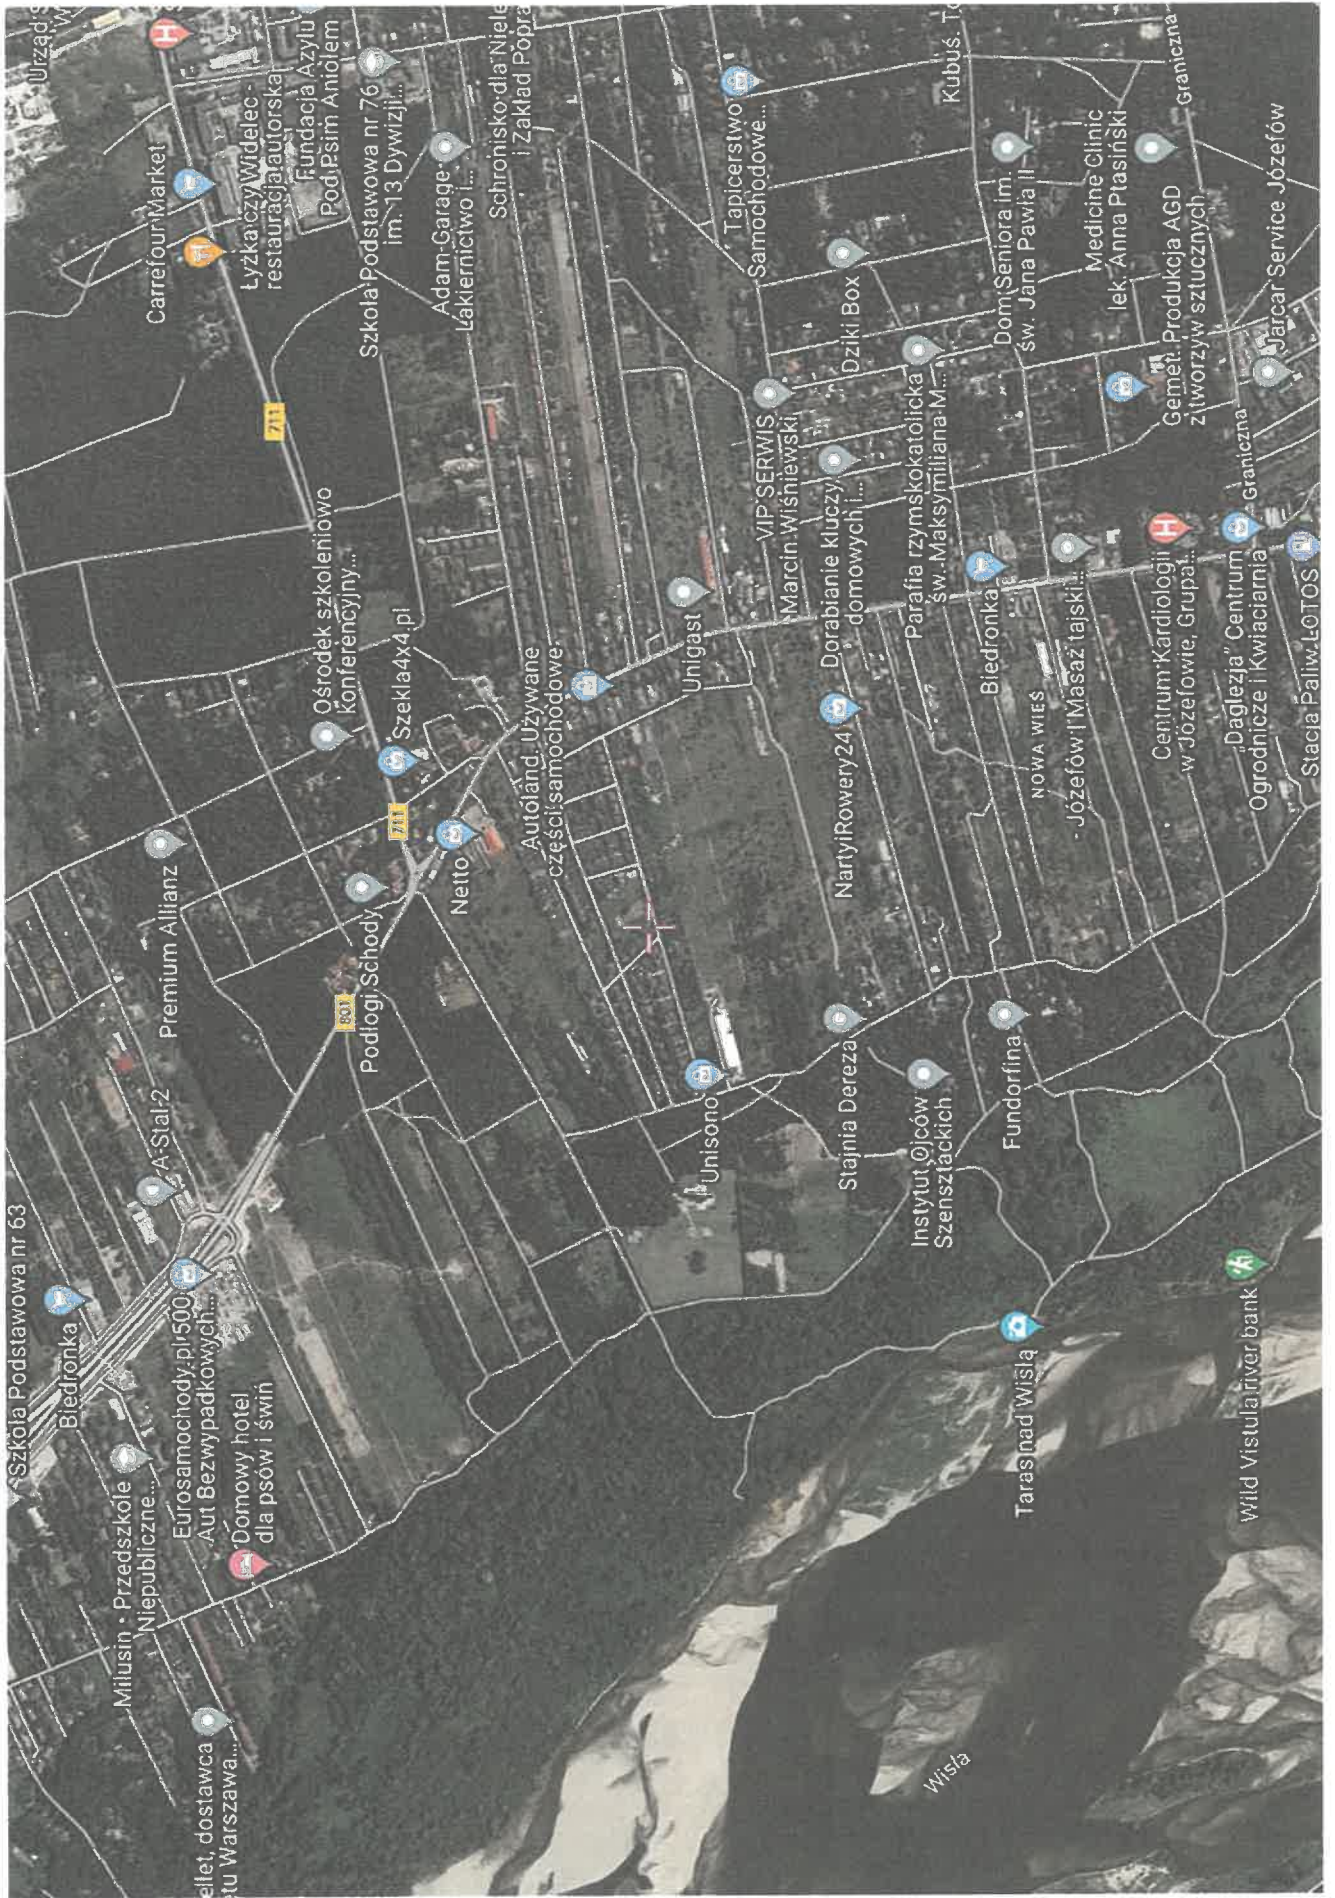 Szkoła Podstawowa nr 63
Biedronka
Milusin - Przedszkole
Niepubliczne...
Eurosamochody.pl 500
Aut Bezwypadkowych...
Domowy hotel
dla psów i świń
ellet, dostawca
tu Warszawa...
A-Stal-2
Premium Allianz
801
Podłogi, Schody
711
Netto
Szekla4x4.pl
Ośrodek szkoleniowo
konferencyjny...
711
Carrefour Market
Łyżka czy Widelec -
restauracja autorska
Fundacja Azylu
Pod Psim Aniołem
Urząd
Szkoła Podstawowa nr 76
im. 13 Dywizji...
Adam-Garage
Lakiernictwo i...
Schronisko dla Niele
i Zakład Popra
Autoland. Używane
części samochodowe
Unigast
Unisono
Tapicerstwo
Samochodowe...
VIP SERWIS
Marcin Wiśniewski
Dziki Box
Dorabianie kluczy
domowych i...
NartyiRowery24
Stajnia Dereza
Parafia rzymskokatolicka
św. Maksymiliana M...
Instytut Ojców
Szensztackich
Kubuś. To
Biedronka
Fundorfina
Dom Seniora im.
św. Jana Pawła II
NOWA WIEŚ
Józefów | Masaż tajski...
Taras nad Wisłą
Medicine Clinic
lek. Anna Ptasiński
Graniczna
Centrum Kardiologii
w Józefowie, Grupa...
Gemet. Produkcja AGD
z tworzyw sztucznych
„Daglezja" Centrum
Ogrodnicze i Kwiaciarnia
Graniczna
Jarcar Service Józefów
Wild Vistula river bank
Stacja Paliw LOTOS
Wisła